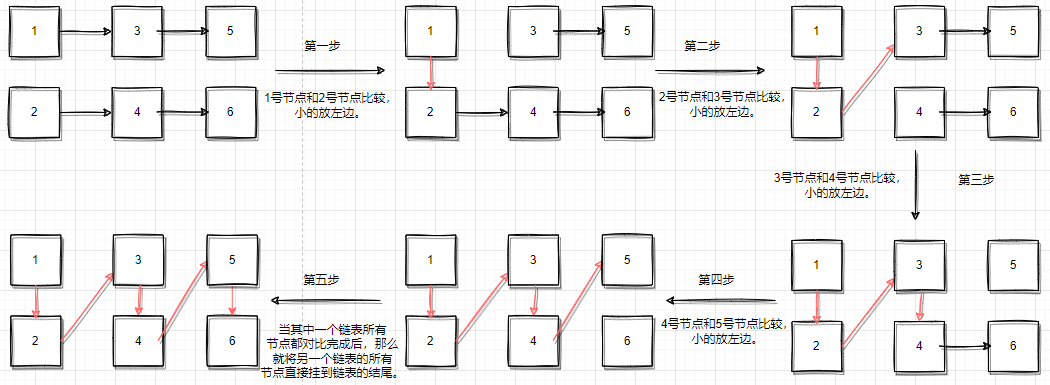 1 3 5
2 4 6
第一步
1号节点和2号节点比较,
小的放左边。
1 3 5
2 4 6
第二步
2号节点和3号节点比较,
小的放左边。
1 3 5
2 4 6
3号节点和4号节点比较,
小的放左边。
第三步
1 3 5
2 4 6
第四步
4号节点和5号节点比较,
小的放左边。
1 3 5
2 4 6
第五步
当其中一个链表所有
节点都对比完成后，那么
就将另一个链表的所有
节点直接挂到链表的结尾。
1 3 5
2 4 6